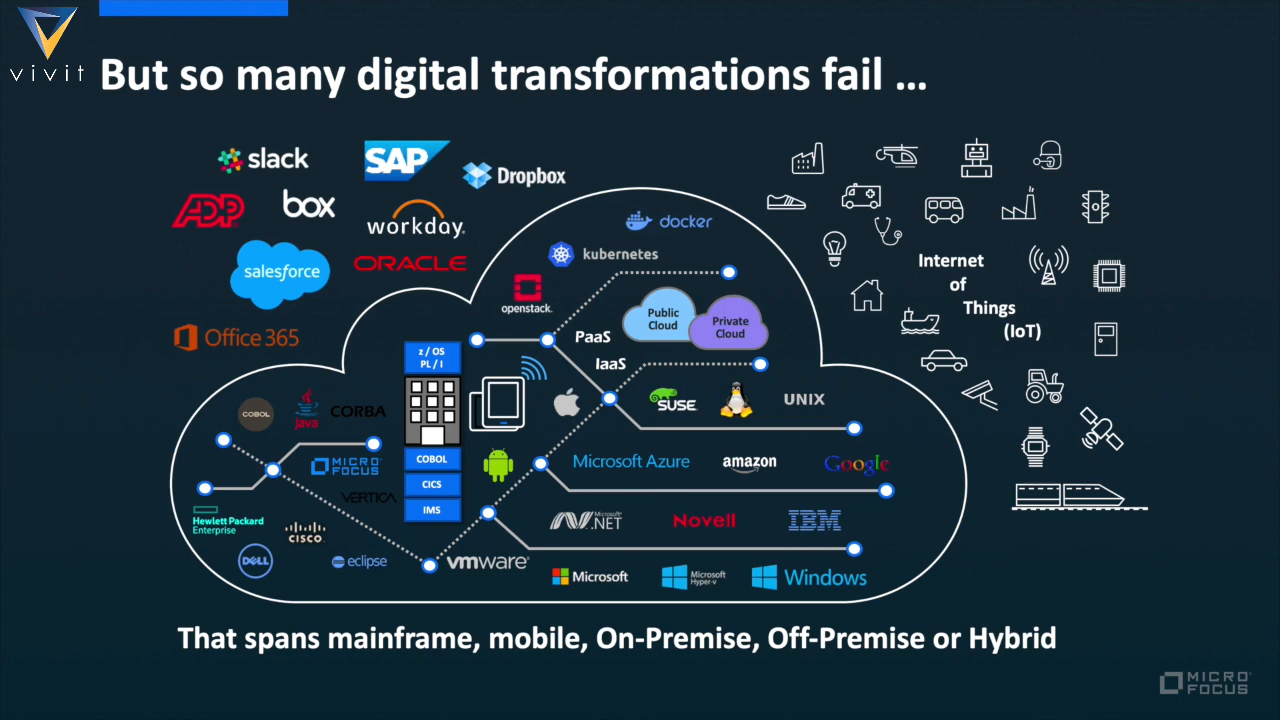 vivit
But so many digital transformations fail ...
slack
SAP
Dropbox
ADP
box
workday.
salesforce
ORACLE
Office 365
docker
kubernetes
openstack.
PaaS
Public
Cloud
Private
Cloud
IaaS
z / OS
PL / I
COBOL
Java
CORBA
SUSE
UNIX
MICRO
FOCUS
COBOL
Microsoft Azure
amazon
Google
VERTICA
CICS
IMS
Hewlett Packard
Enterprise
CISCO
Microsoft
.NET
Novell
IBM
DELL
eclipse
vmware
Microsoft
Microsoft
Hyper-v
Windows
Internet
of
Things
(IoT)
That spans mainframe, mobile, On-Premise, Off-Premise or Hybrid
MICRO
FOCUS